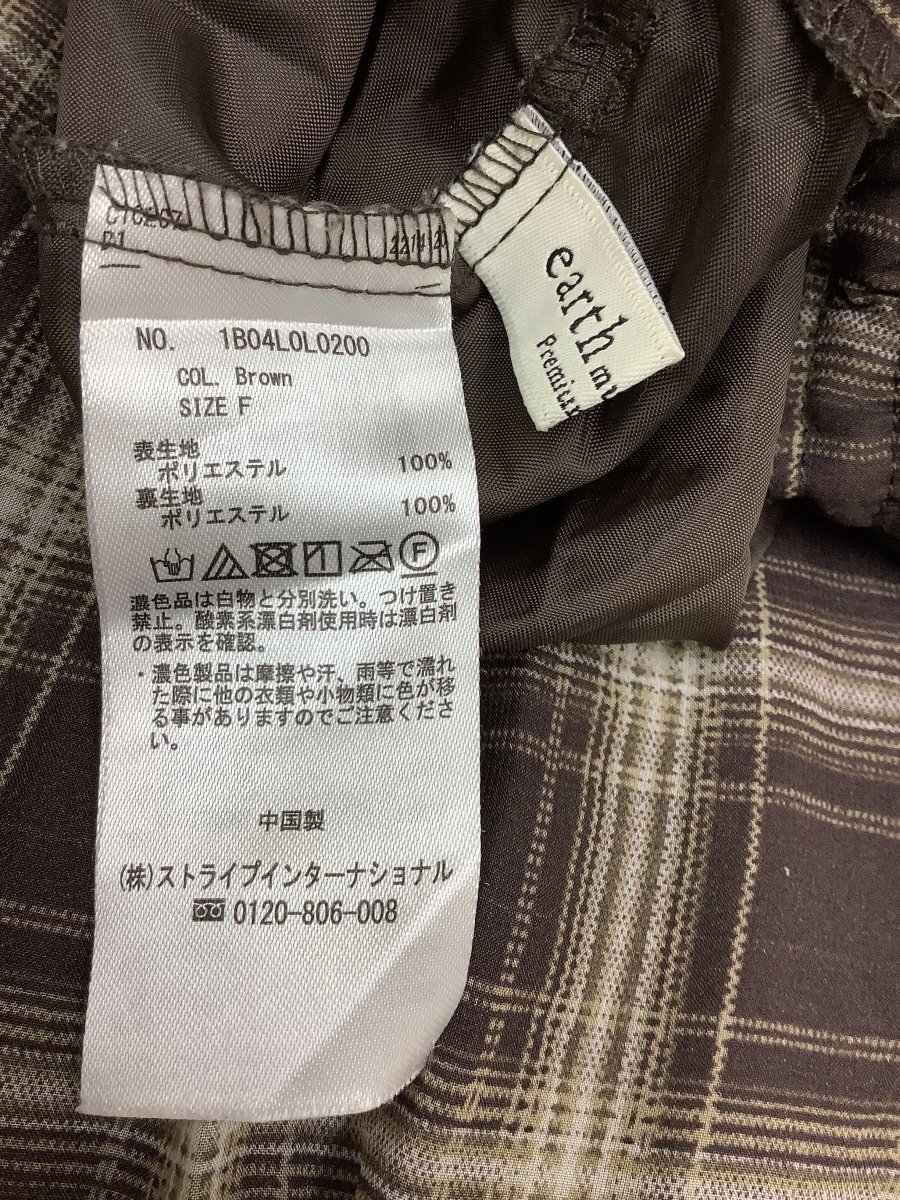 NO. 1B04L0L0200
COL. Brown
SIZE F
表生地
ポリエステル 100%
裏生地
ポリエステル 100%
F
濃色品は白物と分別洗い。つけ置き
禁止。酸素系漂白剤使用時は漂白剤
の表示を確認。
・濃色製品は摩擦や汗、雨等で濡れ
た際に他の衣類や小物類に色が移
る事がありますのでご注意くださ
い。
中国製
(株)ストライプインターナショナル
0120-806-008
earth